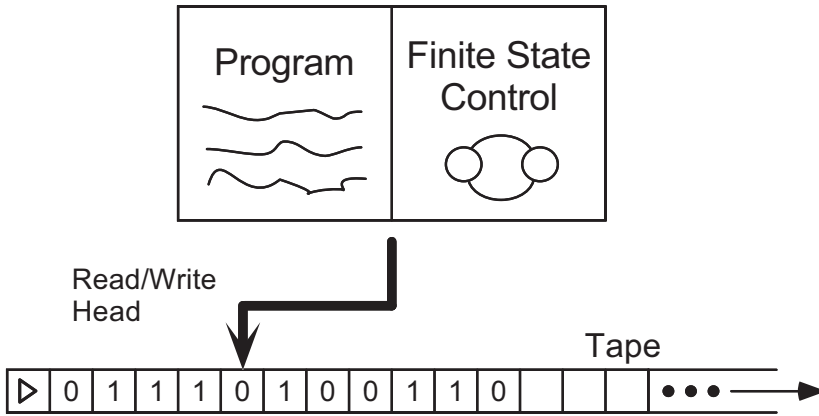 Program
Finite State
Control
Read/Write
Head
Tape
0 1 1 1 0 1 0 0 1 1 0